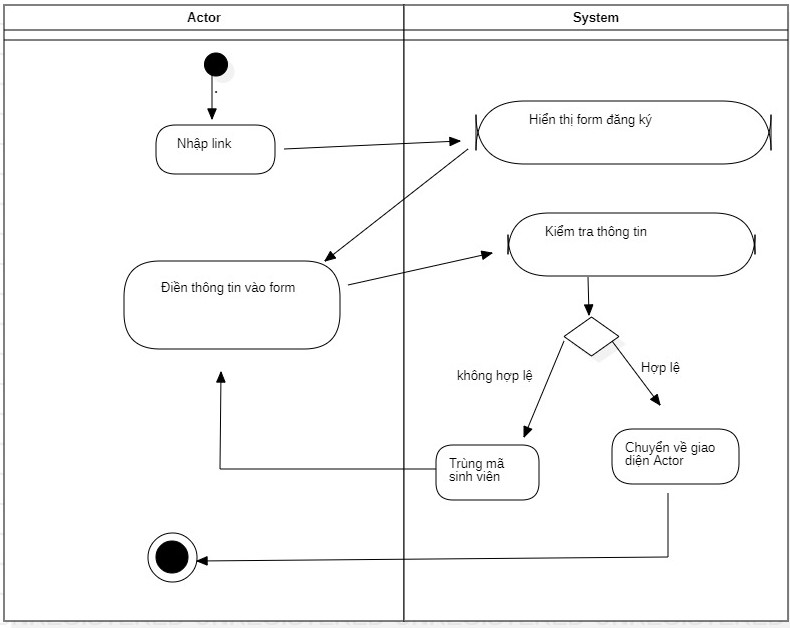 Actor
System
Nhập link
Hiển thị form đăng ký
Kiểm tra thông tin
Điền thông tin vào form
không hợp lệ
Hợp lệ
Trùng mã
sinh viên
Chuyển về giao
diện Actor